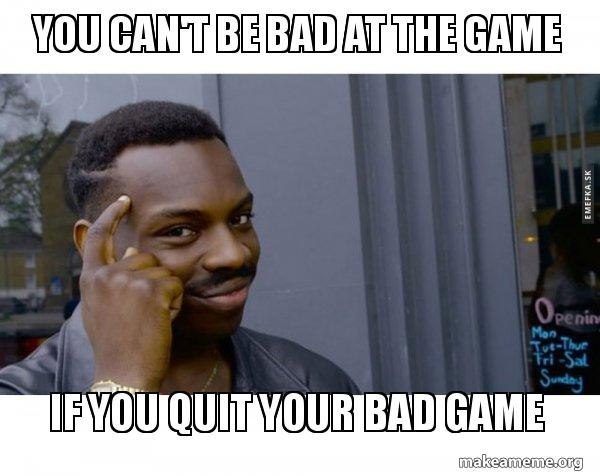 YOU CAN'T BE BAD AT THE GAME
EMEFKA.SK
Openin
Mon
Tue-Thur
Fri-Sat
Sunday
IF YOU QUIT YOUR BAD GAME
makeameme.org